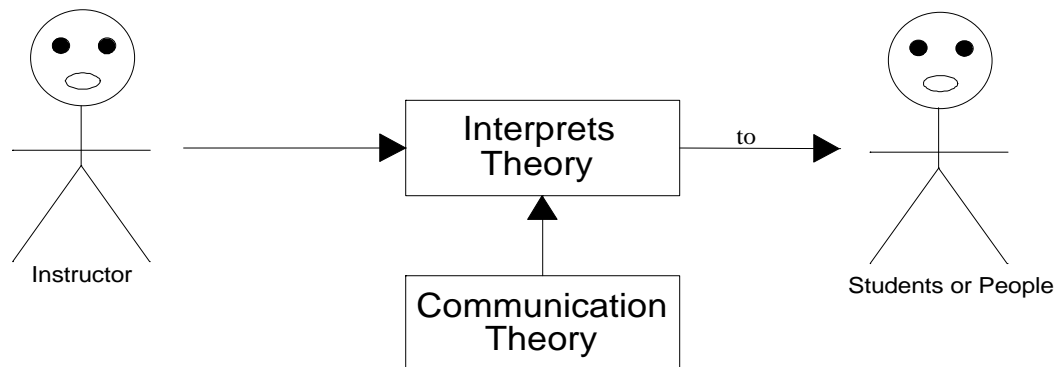 Interprets
Theory
to
Instructor
Students or People
Communication
Theory